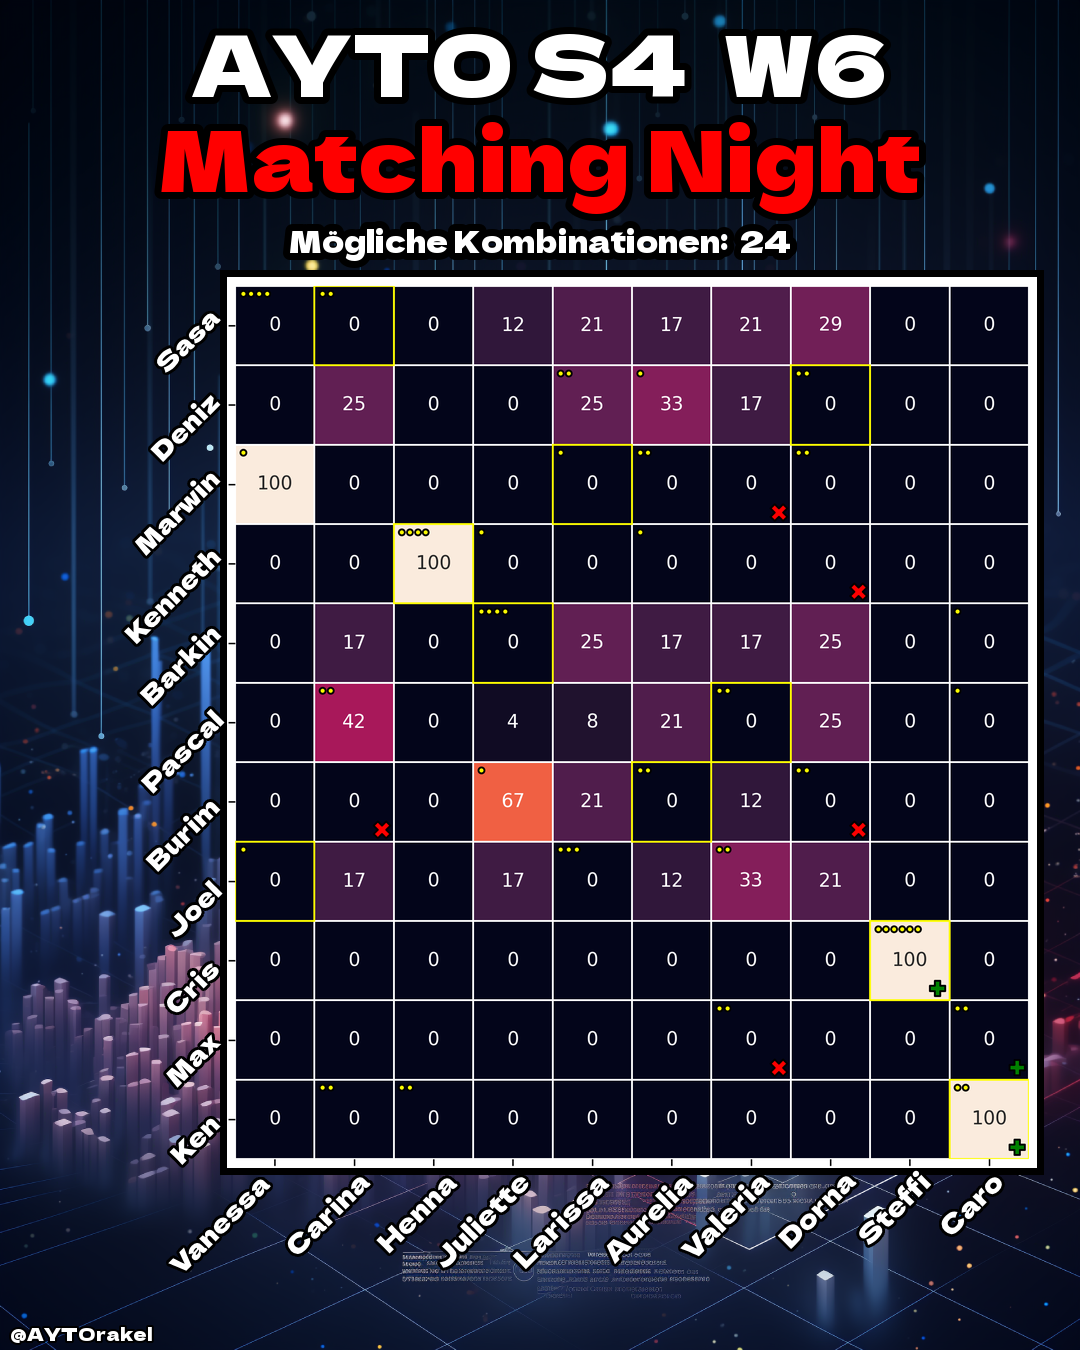 AYTO S4 W6
Matching Night
Mögliche Kombinationen: 24
Sasa 0 0 0 12 21 17 21 29 0 0
Deniz 0 25 0 0 25 33 17 0 0 0
Marwin 100 0 0 0 0 0 0 0 0 0
Kenneth 0 0 100 0 0 0 0 0 0 0
Barkin 0 17 0 0 25 17 17 25 0 0
Pascal 0 42 0 4 8 21 0 25 0 0
Burim 0 0 0 67 21 0 12 0 0 0
Joel 0 17 0 17 0 12 33 21 0 0
Cris 0 0 0 0 0 0 0 0 100 0
Max 0 0 0 0 0 0 0 0 0 0
Ken 0 0 0 0 0 0 0 0 0 100
Vanessa Carina Henna Juliette Larissa Aurelia Valeria Dorna Steffi Caro
@AYTOrakel